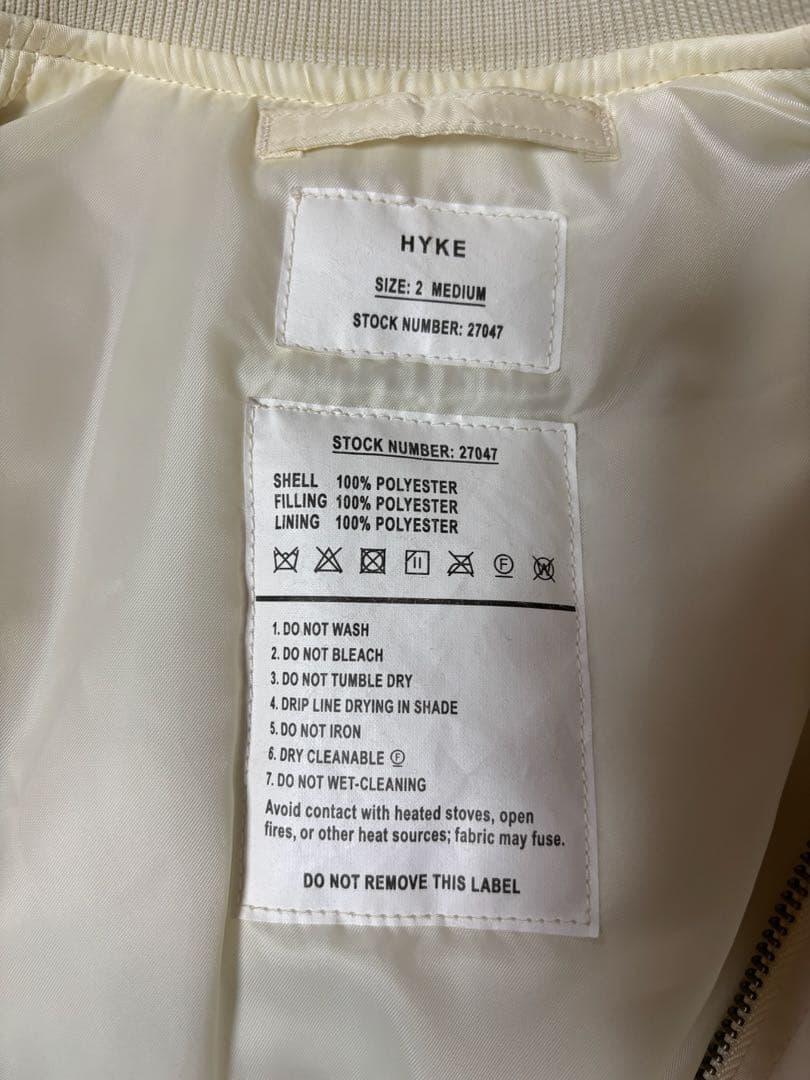 HYKE
SIZE: 2 MEDIUM
STOCK NUMBER: 27047
STOCK NUMBER: 27047
SHELL 100% POLYESTER
FILLING 100% POLYESTER
LINING 100% POLYESTER
F W
1. DO NOT WASH
2. DO NOT BLEACH
3. DO NOT TUMBLE DRY
4. DRIP LINE DRYING IN SHADE
5. DO NOT IRON
6. DRY CLEANABLE Ⓕ
7. DO NOT WET-CLEANING
Avoid contact with heated stoves, open
fires, or other heat sources; fabric may fuse.
DO NOT REMOVE THIS LABEL